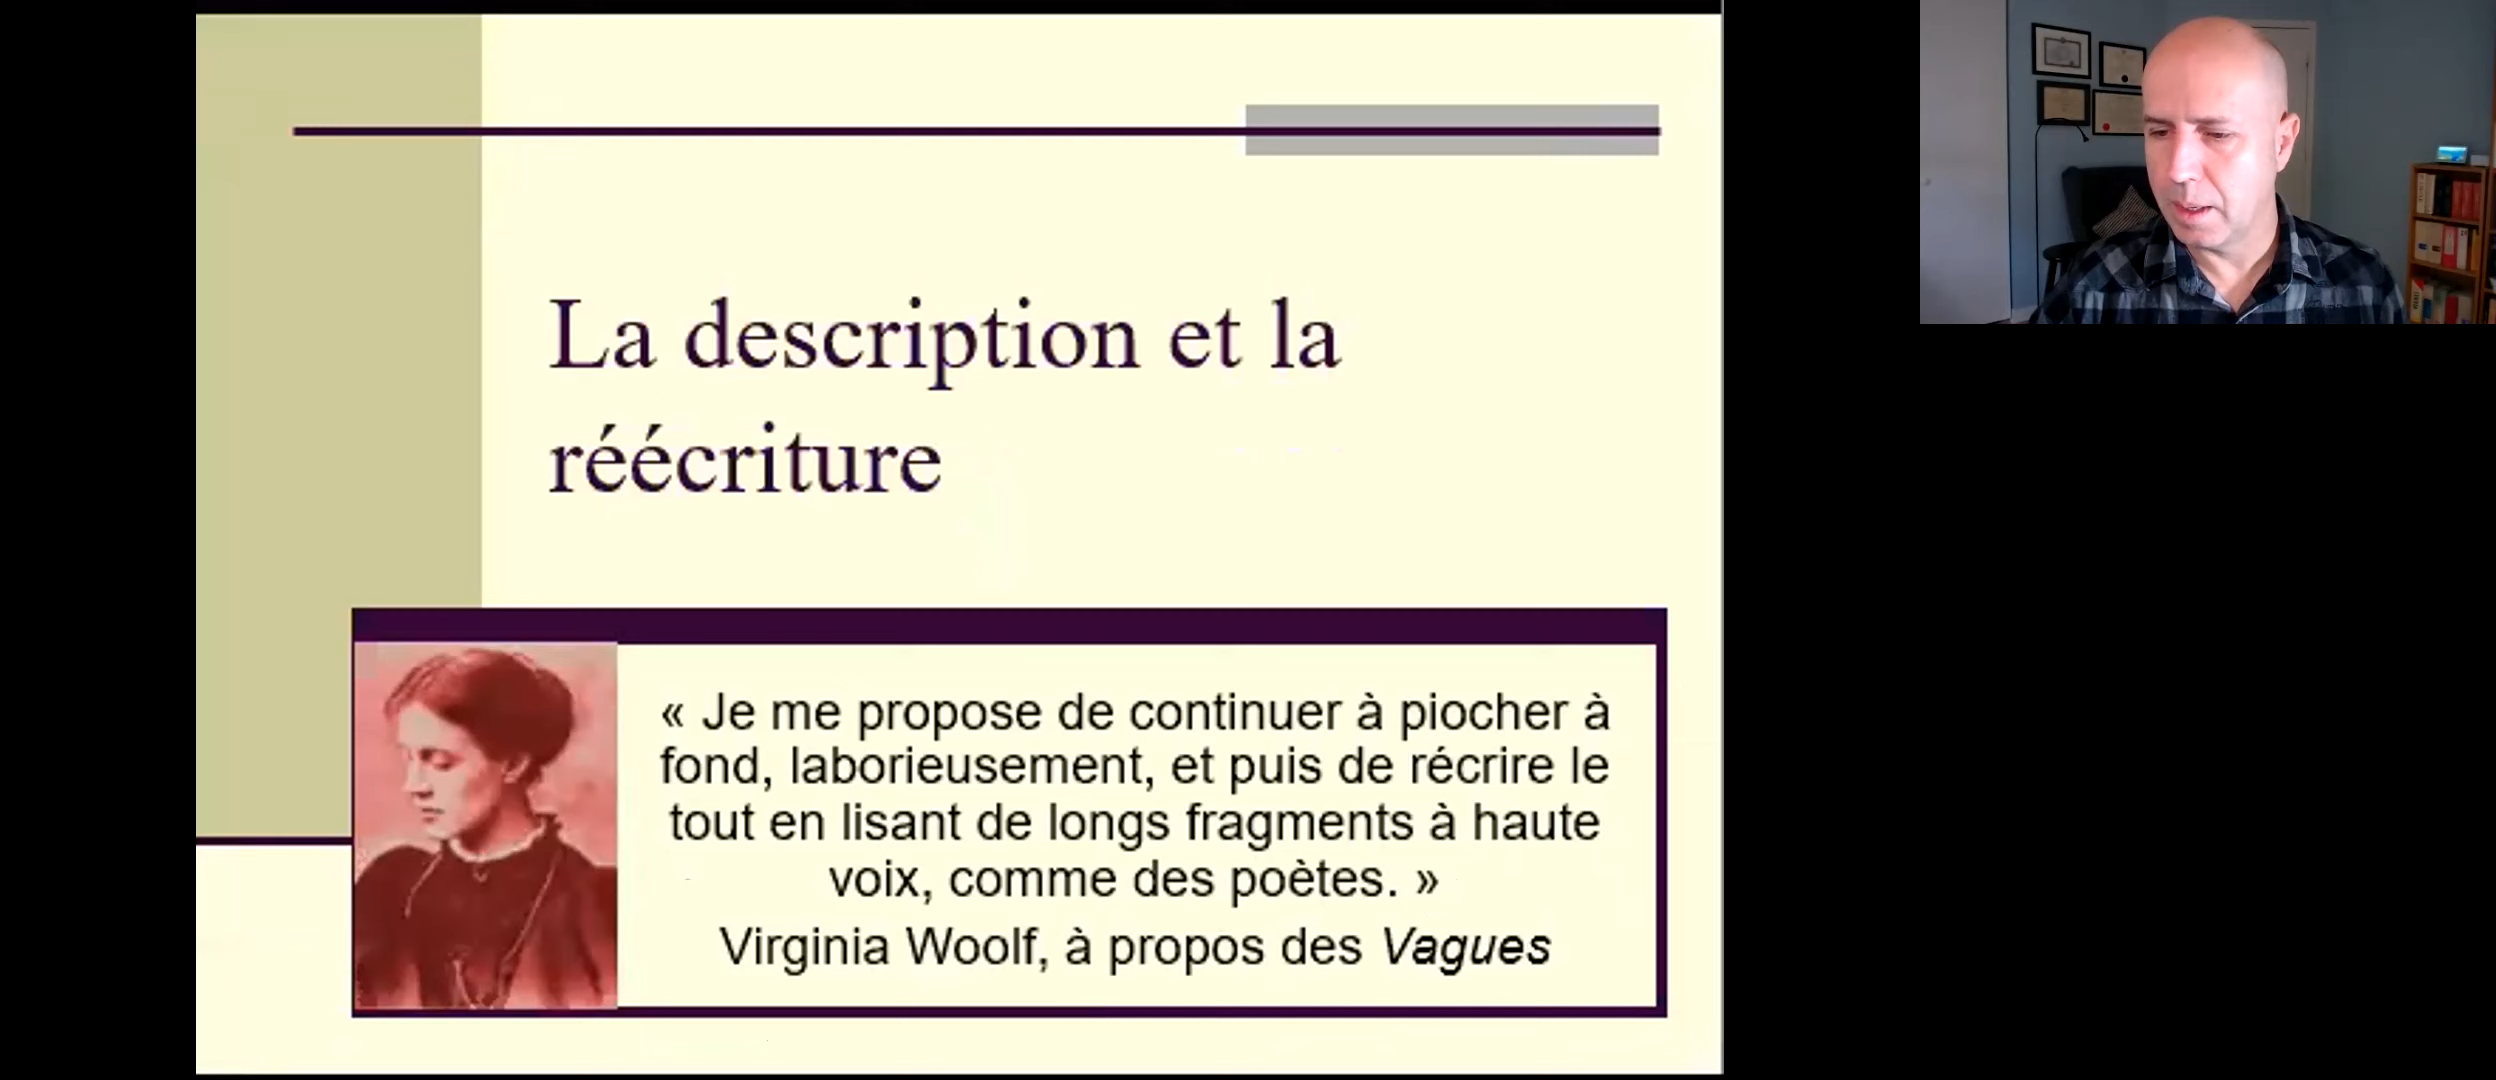 La description et la
réécriture
« Je me propose de continuer à piocher à
fond, laborieusement, et puis de récrire le
tout en lisant de longs fragments à haute
voix, comme des poètes. »
Virginia Woolf, à propos des Vagues